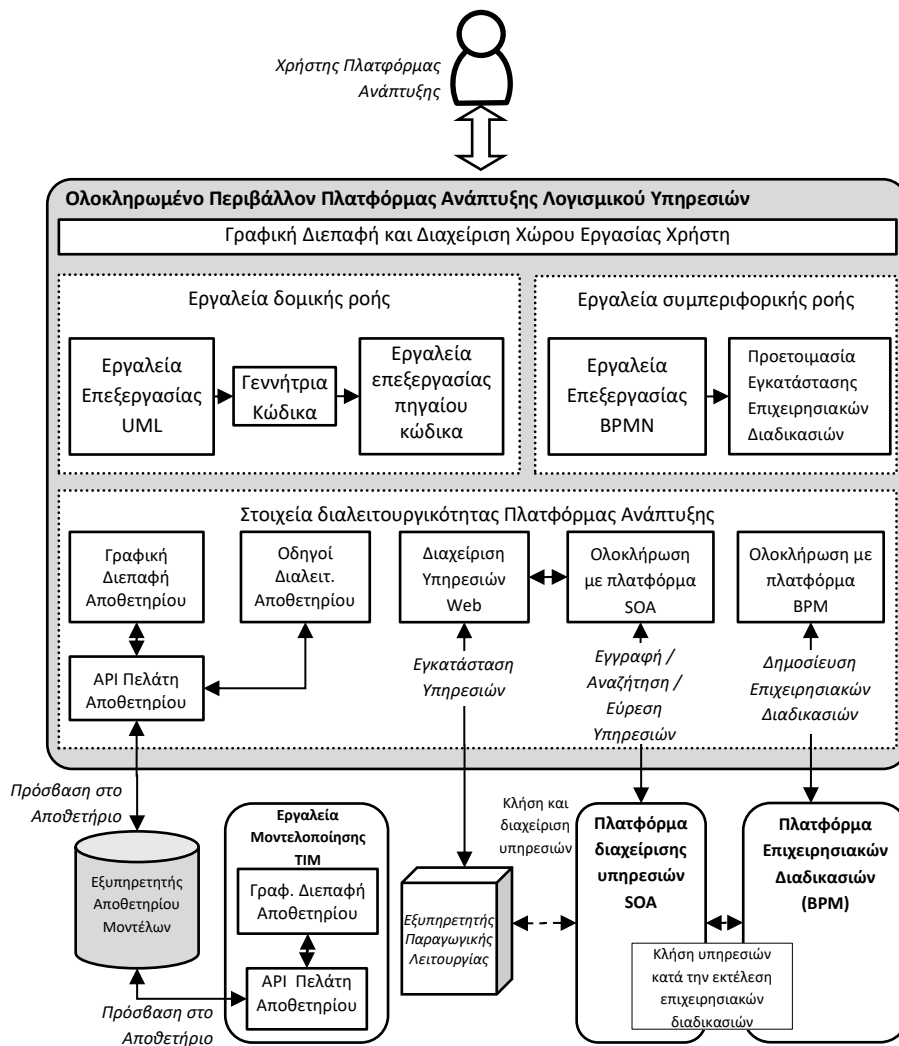 Χρήστης Πλατφόρμας
Ανάπτυξης
Ολοκληρωμένο Περιβάλλον Πλατφόρμας Ανάπτυξης Λογισμικού Υπηρεσιών
Γραφική Διεπαφή και Διαχείριση Χώρου Εργασίας Χρήστη
Εργαλεία δομικής ροής
Εργαλεία
Επεξεργασίας
UML
Γεννήτρια
Κώδικα
Εργαλεία
επεξεργασίας
πηγαίου
κώδικα
Εργαλεία συμπεριφορικής ροής
Εργαλεία
Επεξεργασίας
BPMN
Προετοιμασία
Εγκατάστασης
Επιχειρησιακών
Διαδικασιών
Στοιχεία διαλειτουργικότητας Πλατφόρμας Ανάπτυξης
Γραφική
Διεπαφή
Αποθετηρίου
Οδηγοί
Διαλειτ.
Αποθετηρίου
Διαχείριση
Υπηρεσιών
Web
Ολοκλήρωση
με πλατφόρμα
SOA
Ολοκλήρωση με
πλατφόρμα
BPM
API Πελάτη
Αποθετηρίου
Εγκατάσταση
Υπηρεσιών
Εγγραφή /
Αναζήτηση /
Εύρεση
Υπηρεσιών
Δημοσίευση
Επιχειρησιακών
Διαδικασιών
Πρόσβαση στο
Αποθετήριο
Εξυπηρετητής
Αποθετηρίου
Μοντέλων
Πρόσβαση στο
Αποθετήριο
Εργαλεία
Μοντελοποίησης
TIM
Γραφ. Διεπαφή
Αποθετηρίου
API Πελάτη
Αποθετηρίου
Εξυπηρετητής
Παραγωγικής
Λειτουργίας
Κλήση και
διαχείριση
υπηρεσιών
Πλατφόρμα
διαχείρισης
υπηρεσιών
SOA
Πλατφόρμα
Επιχειρησιακών
Διαδικασιών
(BPM)
Κλήση υπηρεσιών
κατά την εκτέλεση
επιχειρησιακών
διαδικασιών